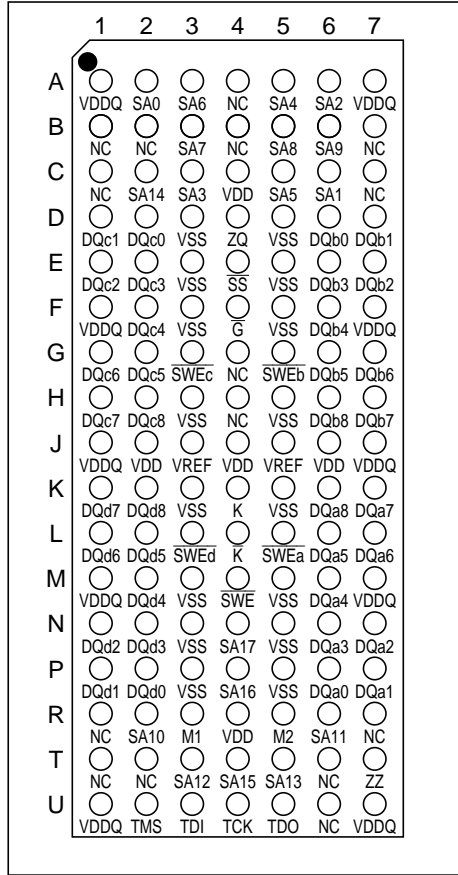 1 2 3 4 5 6 7
A
VDDQ SA0 SA6 NC SA4 SA2 VDDQ
B
NC NC SA7 NC SA8 SA9 NC
C
NC SA14 SA3 VDD SA5 SA1 NC
D
DQc1 DQc0 VSS ZQ VSS DQb0 DQb1
E
DQc2 DQc3 VSS S̅S̅ VSS DQb3 DQb2
F
VDDQ DQc4 VSS G̅ VSS DQb4 VDDQ
G
DQc6 DQc5 S̅W̅E̅c̅ NC S̅W̅E̅b̅ DQb5 DQb6
H
DQc7 DQc8 VSS NC VSS DQb8 DQb7
J
VDDQ VDD VREF VDD VREF VDD VDDQ
K
DQd7 DQd8 VSS K VSS DQa8 DQa7
L
DQd6 DQd5 S̅W̅E̅d̅ K̅ S̅W̅E̅a̅ DQa5 DQa6
M
VDDQ DQd4 VSS S̅W̅E̅ VSS DQa4 VDDQ
N
DQd2 DQd3 VSS SA17 VSS DQa3 DQa2
P
DQd1 DQd0 VSS SA16 VSS DQa0 DQa1
R
NC SA10 M1 VDD M2 SA11 NC
T
NC NC SA12 SA15 SA13 NC ZZ
U
VDDQ TMS TDI TCK TDO NC VDDQ